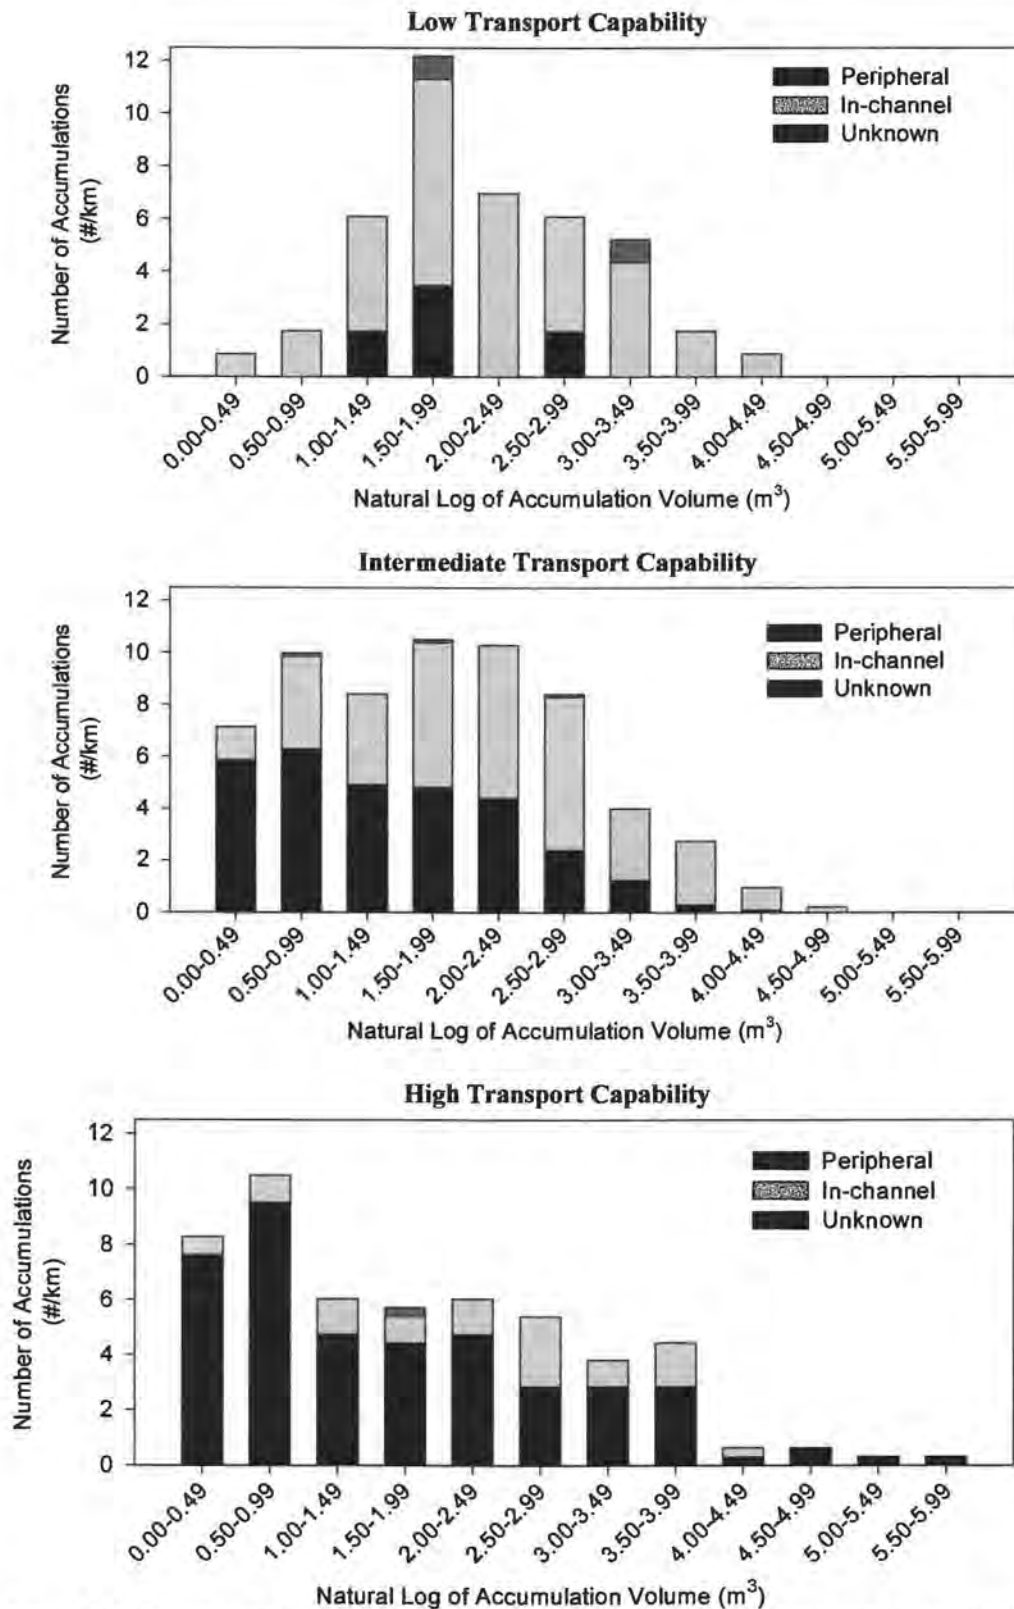 Low Transport Capability
Number of Accumulations
(#/km)
12
10
8
6
4
2
0
Peripheral
In-channel
Unknown
0.000-0.49
0.50-0.99
1.00-1.49
1.50-1.99
2.00-2.49
2.50-2.99
3.00-3.49
3.50-3.99
4.00-4.49
4.50-4.99
5.00-5.49
5.50-5.99
Natural Log of Accumulation Volume (m³)
Intermediate Transport Capability
Number of Accumulations
(#/km)
12
10
8
6
4
2
0
Peripheral
In-channel
Unknown
0.000-0.49
0.50-0.99
1.00-1.49
1.50-1.99
2.00-2.49
2.50-2.99
3.00-3.49
3.50-3.99
4.00-4.49
4.50-4.99
5.00-5.49
5.50-5.99
Natural Log of Accumulation Volume (m³)
High Transport Capability
Number of Accumulations
(#/km)
12
10
8
6
4
2
0
Peripheral
In-channel
Unknown
0.000-0.49
0.50-0.99
1.00-1.49
1.50-1.99
2.00-2.49
2.50-2.99
3.00-3.49
3.50-3.99
4.00-4.49
4.50-4.99
5.00-5.49
5.50-5.99
Natural Log of Accumulation Volume (m³)